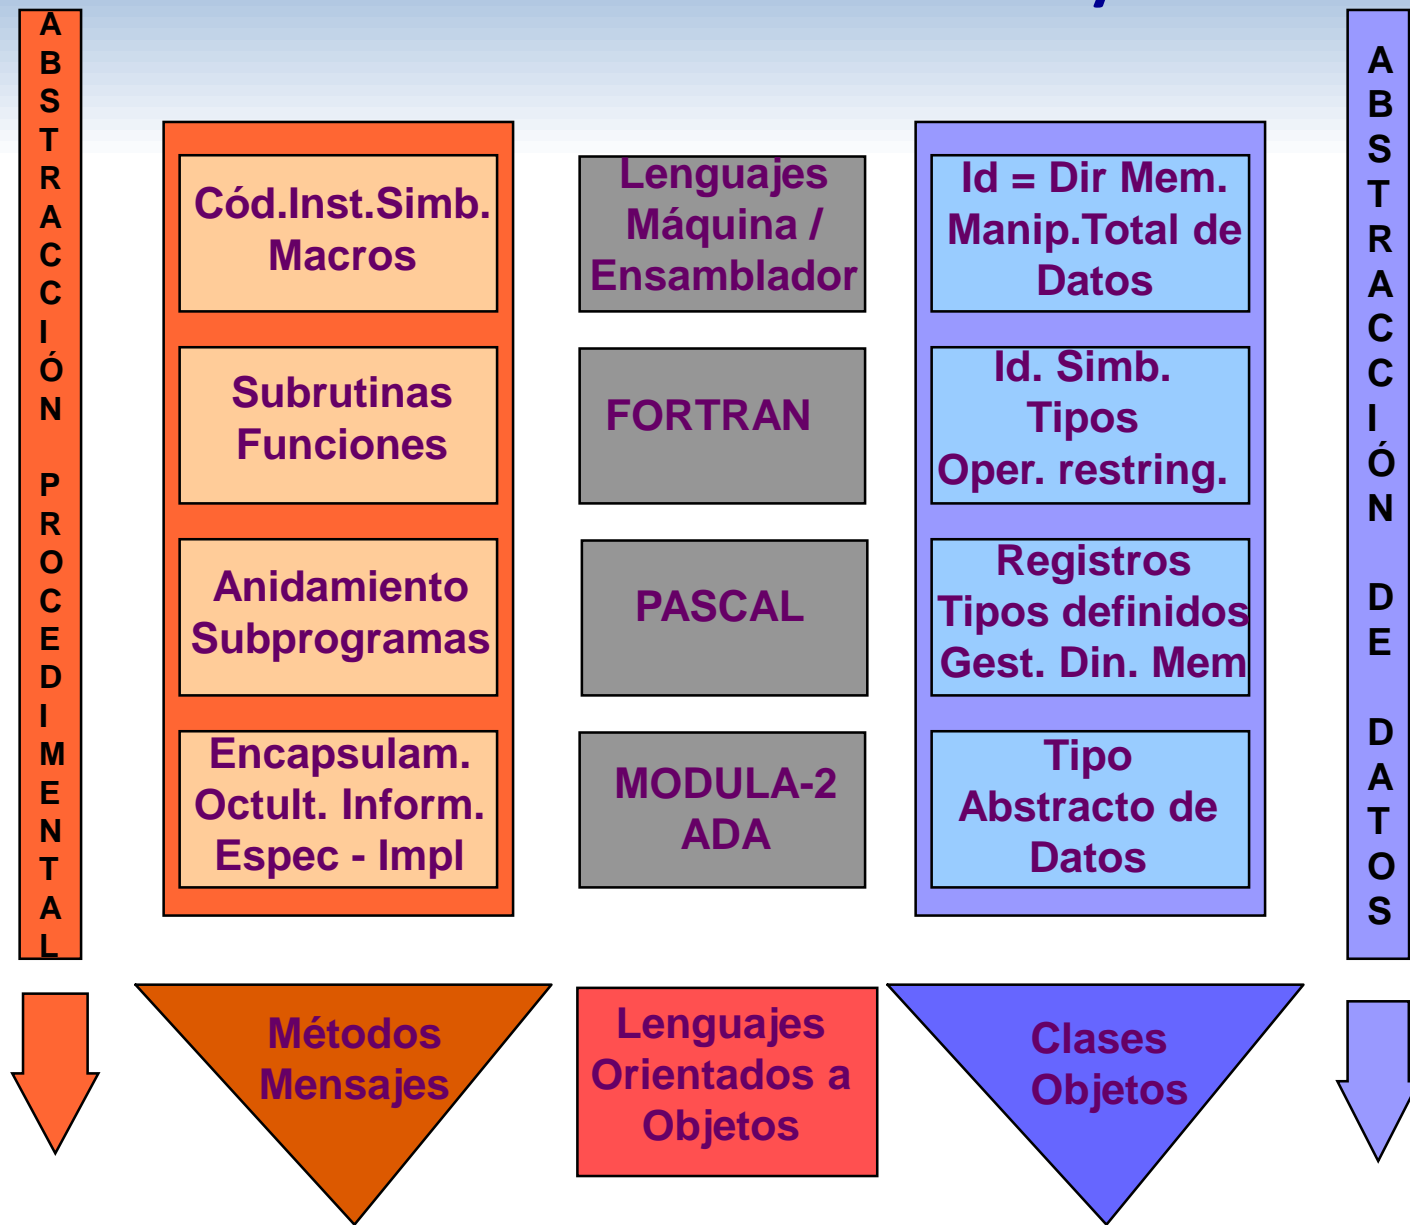 ABSTRACCIÓN PROCEDIMENTAL
Cód.Inst.Simb.
Macros
Lenguajes
Máquina /
Ensamblador
Id = Dir Mem.
Manip.Total de
Datos
Subrutinas
Funciones
FORTRAN
Id. Simb.
Tipos
Oper. restring.
Anidamiento
Subprogramas
PASCAL
Registros
Tipos definidos
Gest. Din. Mem
Encapsulam.
Octult. Inform.
Espec - Impl
MODULA-2
ADA
Tipo
Abstracto de
Datos
Métodos
Mensajes
Lenguajes
Orientados a
Objetos
Clases
Objetos
ABSTRACCIÓN DE DATOS